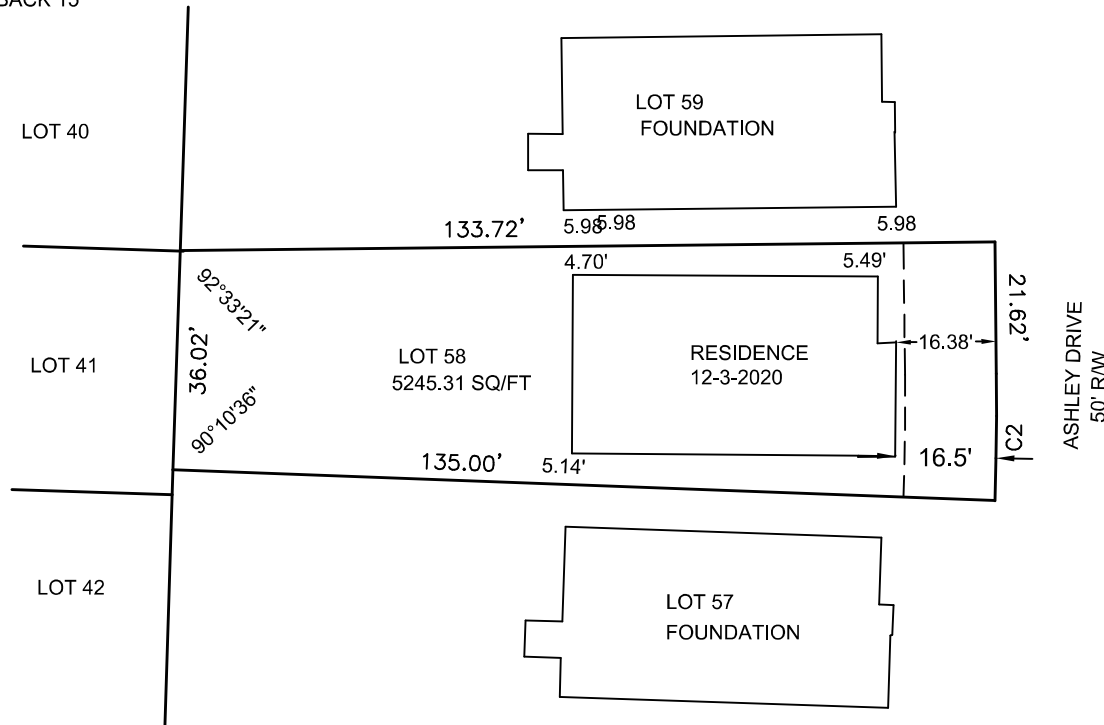 BACK 15
LOT 59
FOUNDATION
LOT 40
133.72'
5.98
5.98
5.98
4.70'
5.49'
92°33'21"
21.62'
36.02'
LOT 41
LOT 58
5245.31 SQ/FT
RESIDENCE
12-3-2020
16.38'
ASHLEY DRIVE
50' R/W
90°10'36"
135.00'
5.14'
16.5'
C2
LOT 42
LOT 57
FOUNDATION